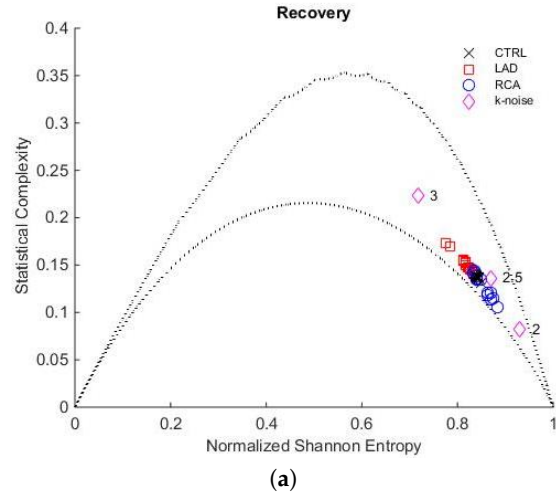 Recovery
0.4
0.35
0.3
0.25
0.2
0.15
0.1
0.05
0
Statistical Complexity
CTRL
LAD
RCA
k-noise
3
2-5
2
0 0.2 0.4 0.6 0.8 1
Normalized Shannon Entropy
(a)